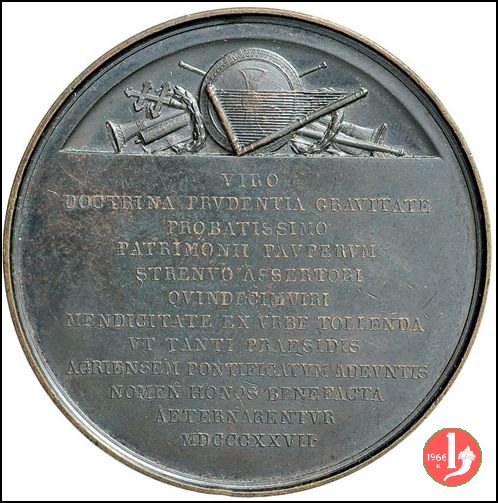 VIRO
DOCTRINA PRVDENTIA GRAVITATE
PROBATISSIMO
PATRIMONII PAVPERVM
STRENVO ASSERTORI
QVINDECIMVIRI
MENDICITATE EX VRBE TOLLENDA
VT TANTI PRAESIDIS
AGRIENSEM PONTIFICATVM ADEVNTIS
NOMEN HONOS BENEFACTA
AETERNARENTVR
MDCCCXXVII
1966